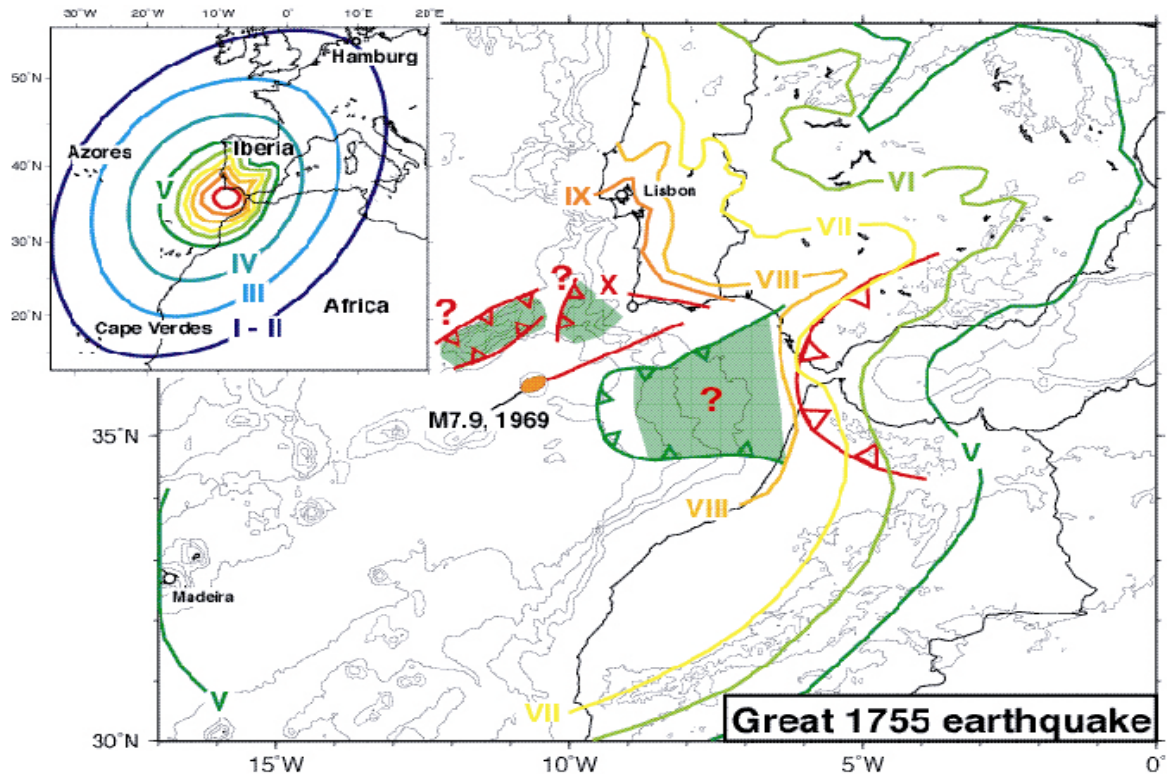 30°W 20°W 10°W 0° 10°E 20°E
50°N
40°N
30°N
20°N
Hamburg
Azores
Iberia
V
IV
III
I - II
Cape Verdes
Africa
IX
Lisbon
VI
VII
VIII
?
?
X
?
M7.9, 1969
35°N
V
VIII
Madeira
V
VII
Great 1755 earthquake
30°N
15°W 10°W 5°W 0°